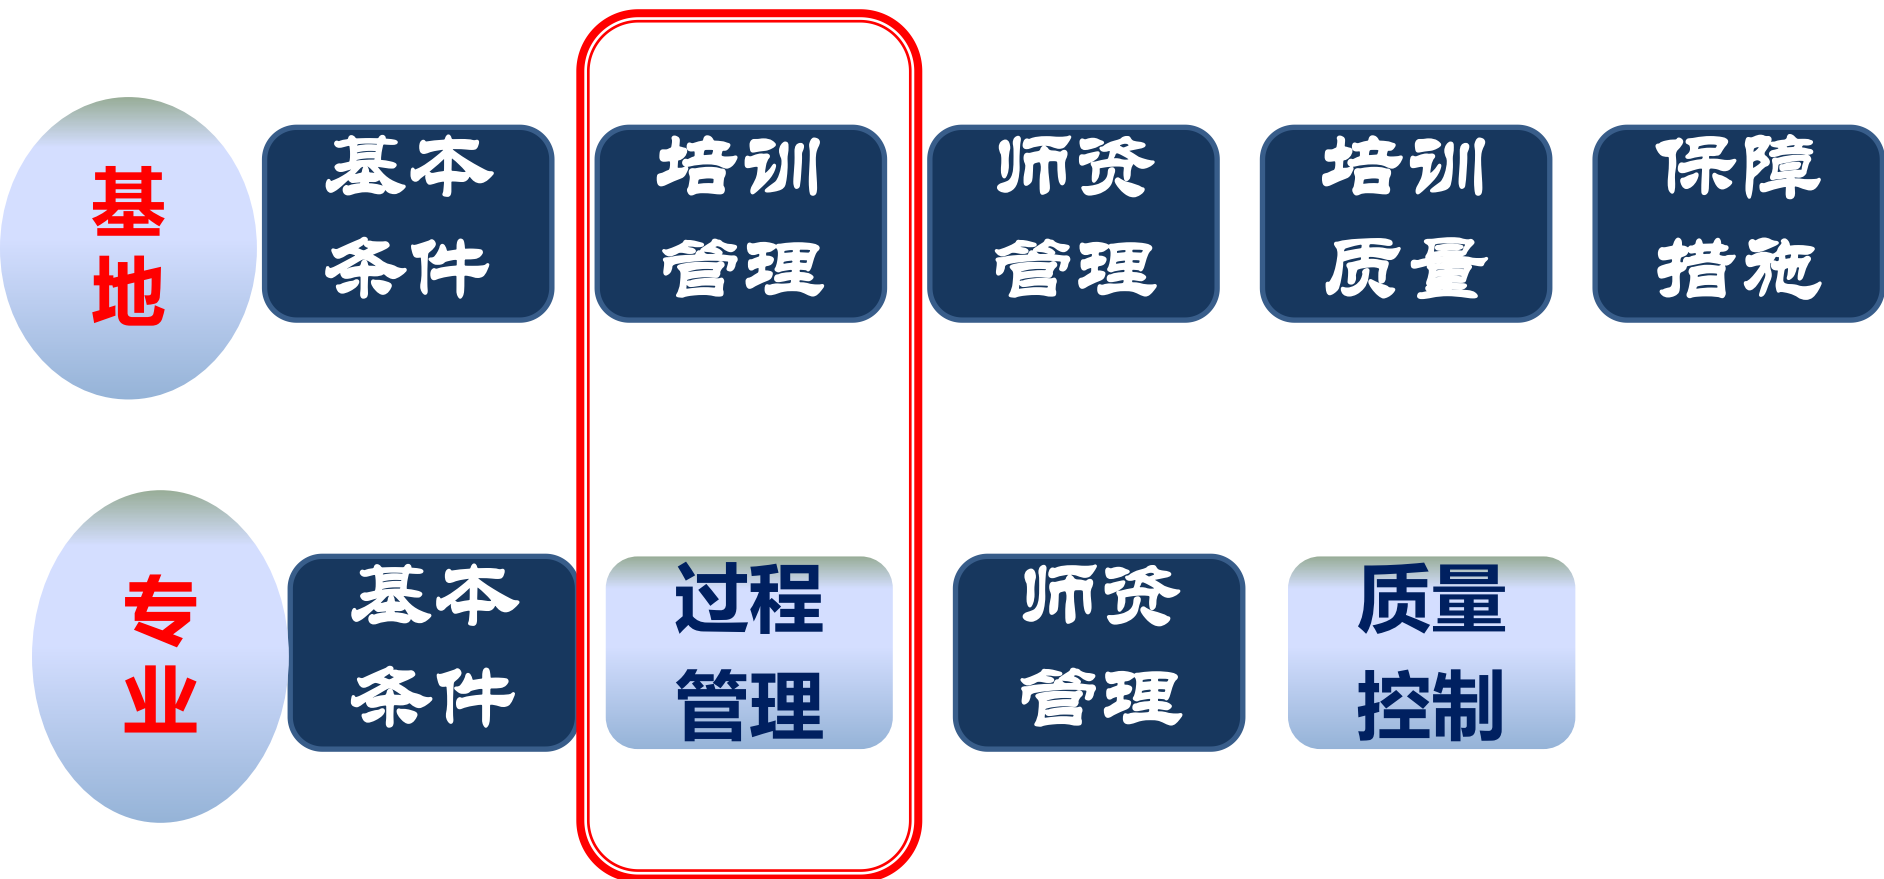 基
地
基本
条件
培训
管理
师资
管理
培训
质量
保障
措施
专
业
基本
条件
过程
管理
师资
管理
质量
控制